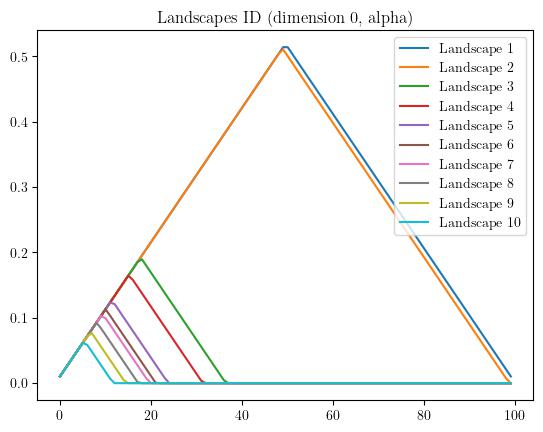 Landscapes ID (dimension 0, alpha)
0.5
0.4
0.3
0.2
0.1
0.0
0 20 40 60 80 100
Landscape 1
Landscape 2
Landscape 3
Landscape 4
Landscape 5
Landscape 6
Landscape 7
Landscape 8
Landscape 9
Landscape 10